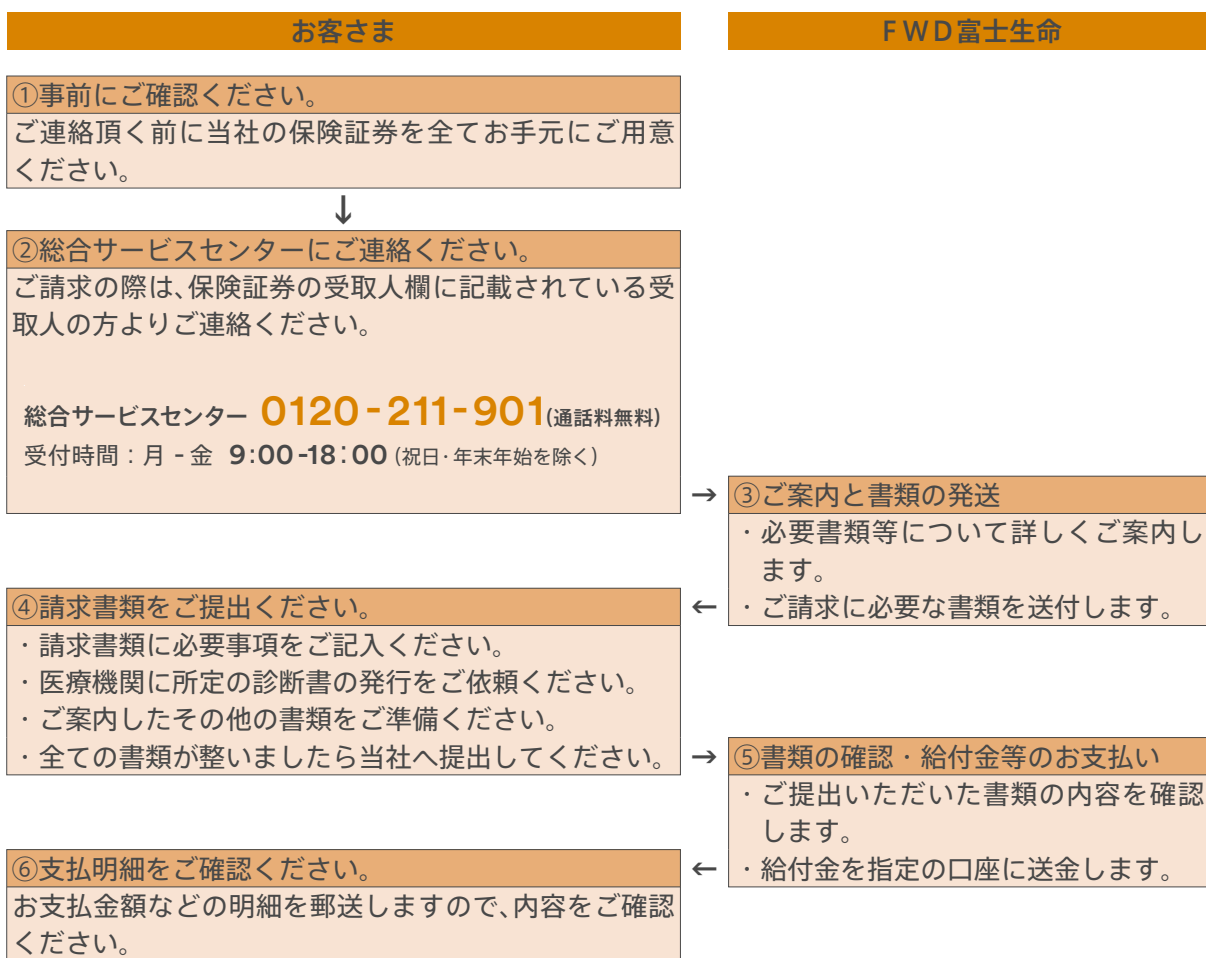 お客さま
FWD富士生命
①事前にご確認ください。
ご連絡頂く前に当社の保険証券を全てお手元にご用意
ください。
↓
②総合サービスセンターにご連絡ください。
ご請求の際は、保険証券の受取人欄に記載されている受
取人の方よりご連絡ください。
総合サービスセンター 0120-211-901(通話料無料)
受付時間：月 - 金 9:00-18:00 (祝日・年末年始を除く)
→
③ご案内と書類の発送
・必要書類等について詳しくご案内し
ます。
・ご請求に必要な書類を送付します。
←
④請求書類をご提出ください。
・請求書類に必要事項をご記入ください。
・医療機関に所定の診断書の発行をご依頼ください。
・ご案内したその他の書類をご準備ください。
・全ての書類が整いましたら当社へ提出してください。
→
⑤書類の確認・給付金等のお支払い
・ご提出いただいた書類の内容を確認
します。
・給付金を指定の口座に送金します。
←
⑥支払明細をご確認ください。
お支払金額などの明細を郵送しますので、内容をご確認
ください。